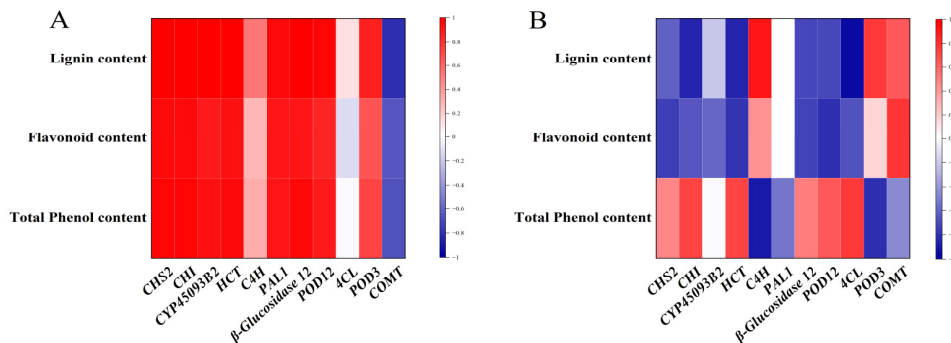 A
Lignin content
Flavonoid content
Total Phenol content
CHS2
CHI
CYP45093B2
HCT
C4H
PAL1
β-Glucosidase 12
POD12
4CL
POD3
COMT
1
0.8
0.6
0.4
0.2
0
−0.2
−0.4
−0.6
−0.8
−1
B
Lignin content
Flavonoid content
Total Phenol content
CHS2
CHI
CYP45093B2
HCT
C4H
PAL1
β-Glucosidase 12
POD12
4CL
POD3
COMT